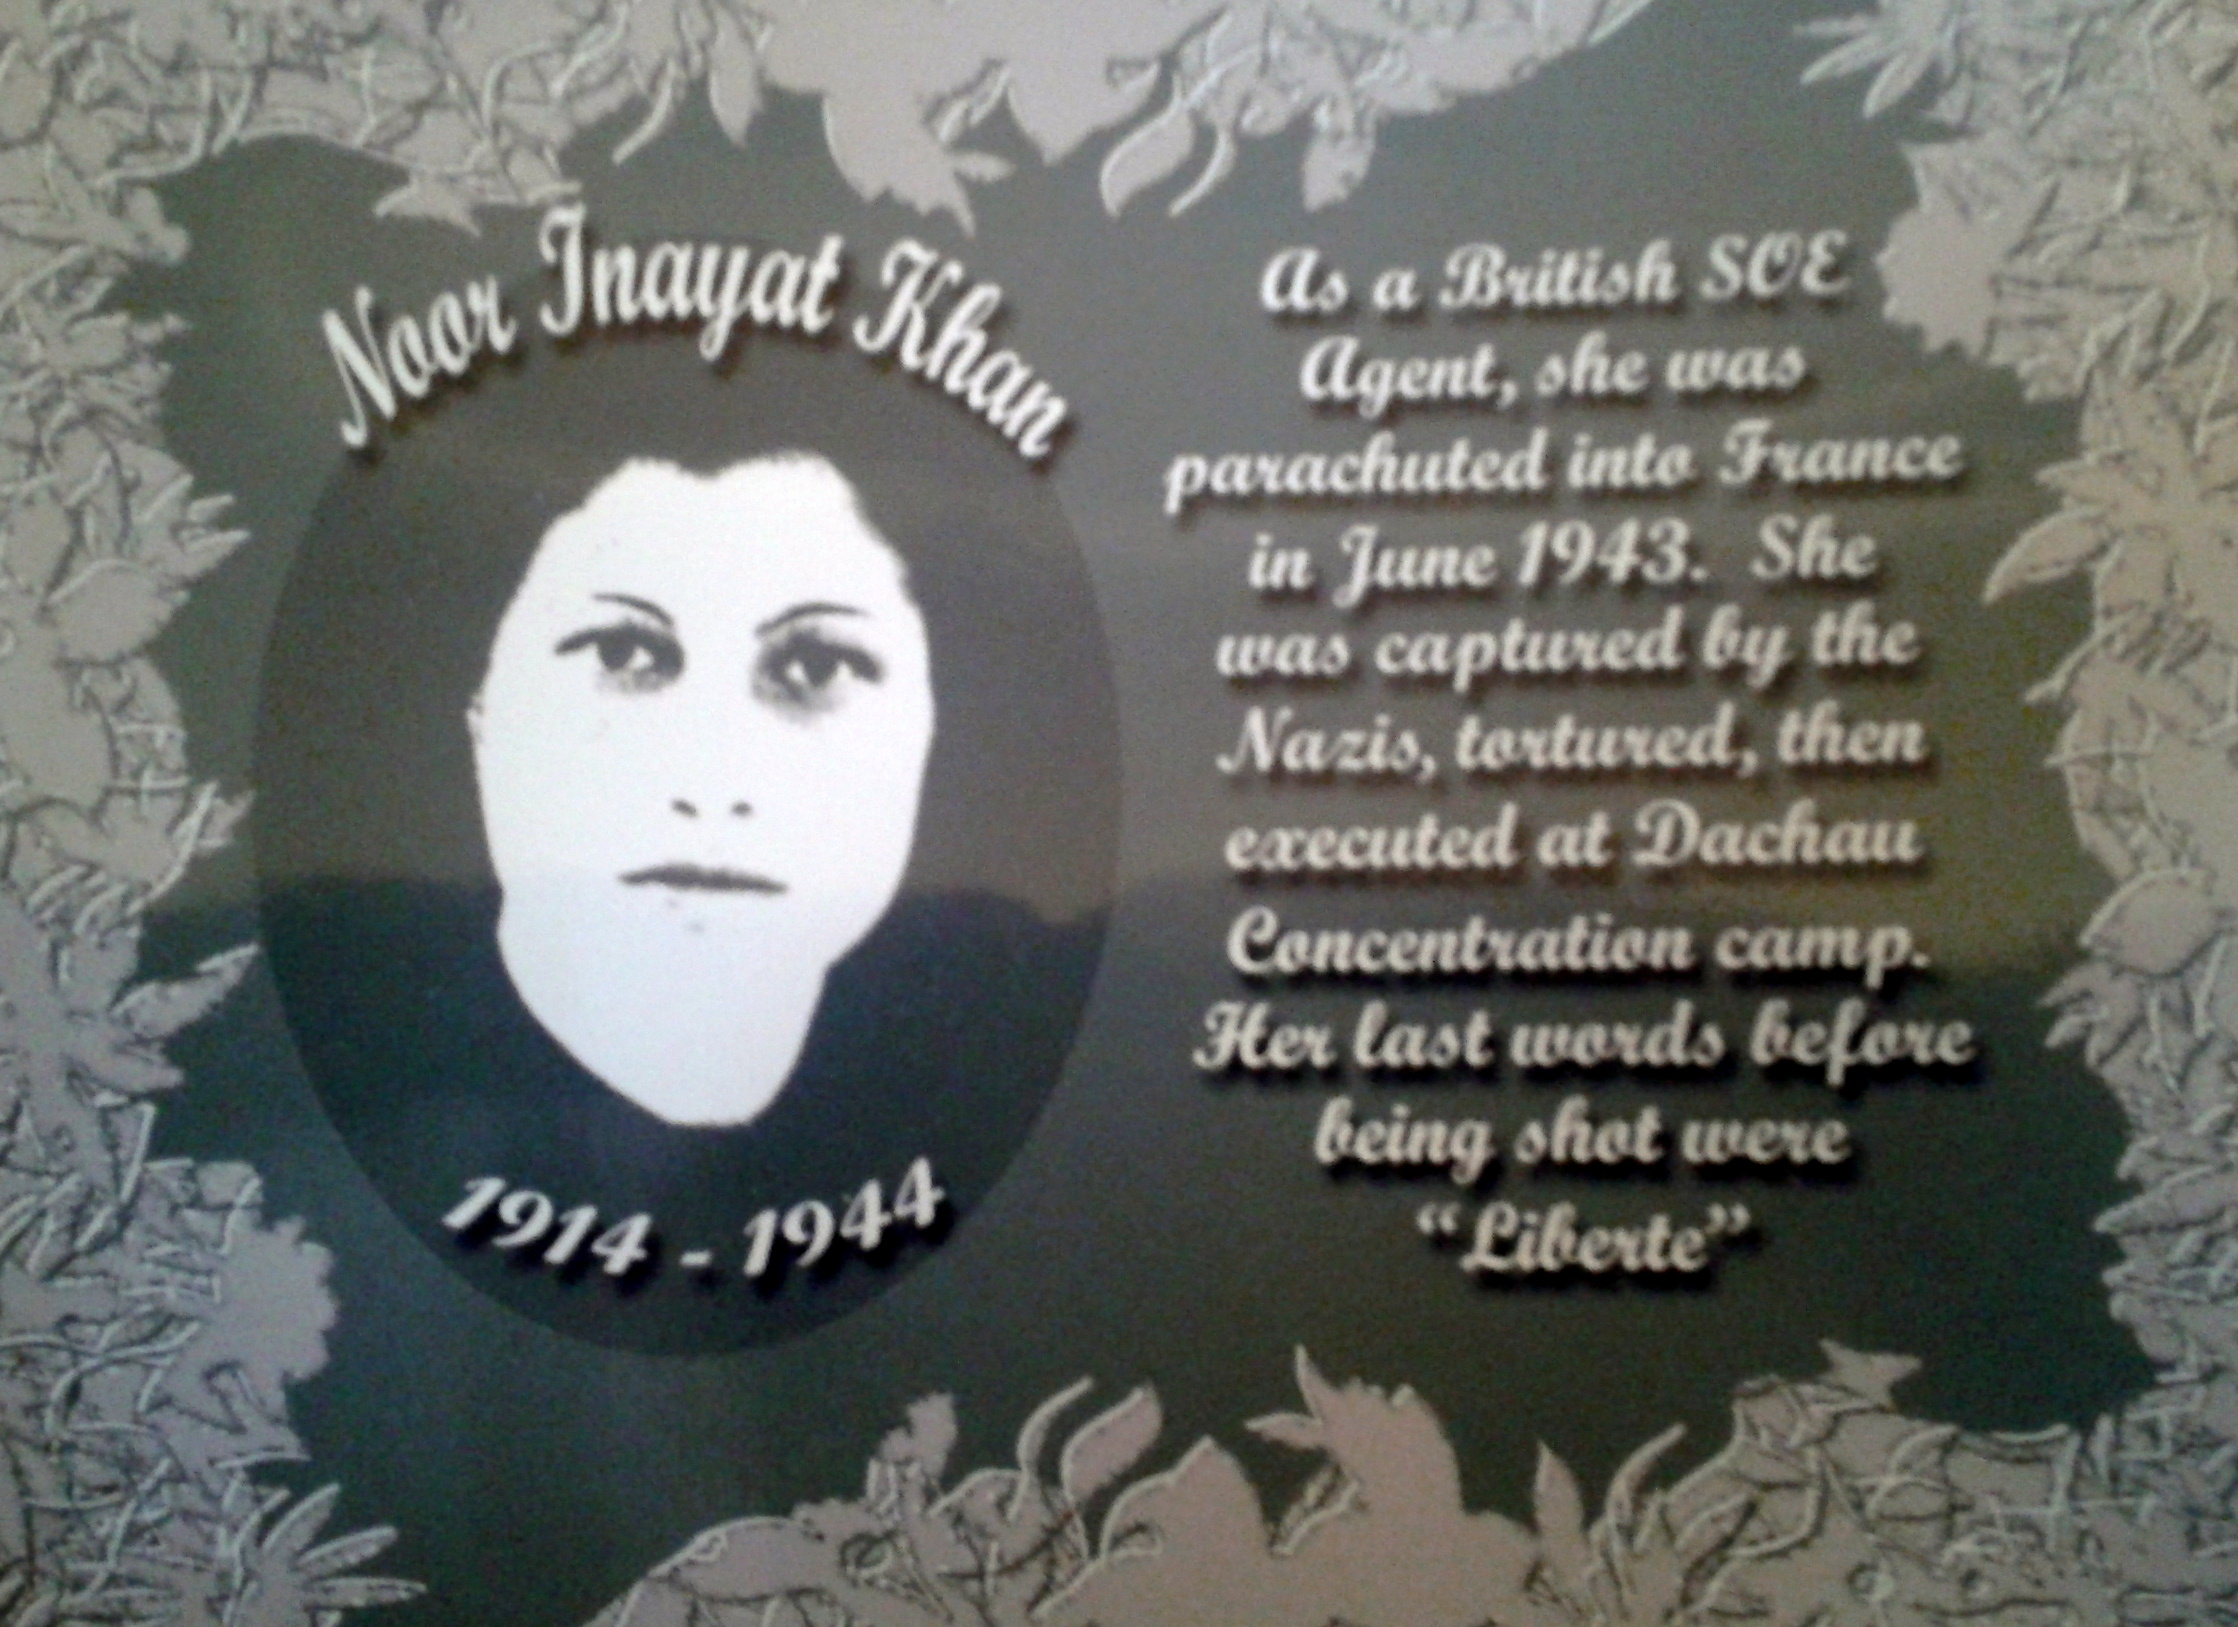 Noor Inayat Khan
1914 - 1944
As a British SOE
Agent, she was
parachuted into France
in June 1943. She
was captured by the
Nazis, tortured, then
executed at Dachau
Concentration camp.
Her last words before
being shot were
“Liberte”